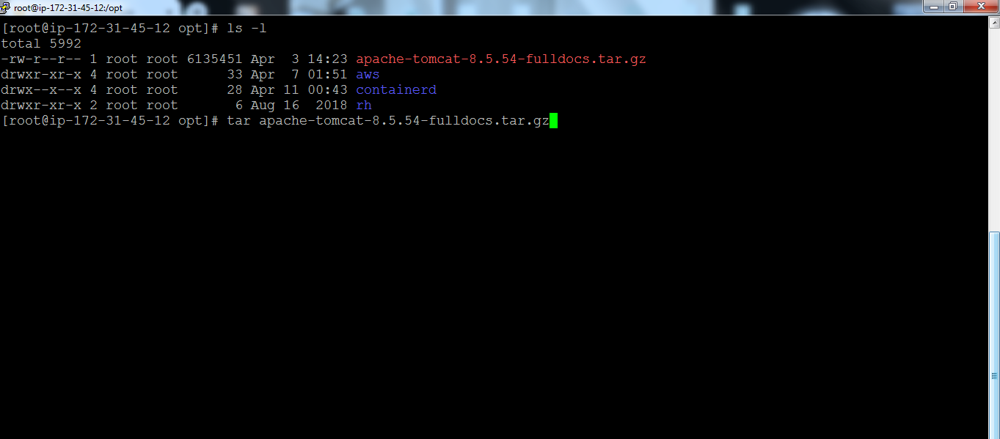 root@ip-172-31-45-12:/opt
[root@ip-172-31-45-12 opt]# ls -l
total 5992
-rw-r--r-- 1 root root 6135451 Apr  3 14:23 apache-tomcat-8.5.54-fulldocs.tar.gz
drwxr-xr-x 4 root root      33 Apr  7 01:51 aws
drwx--x--x 4 root root      28 Apr 11 00:43 containerd
drwxr-xr-x 2 root root       6 Aug 16  2018 rh
[root@ip-172-31-45-12 opt]# tar apache-tomcat-8.5.54-fulldocs.tar.gz